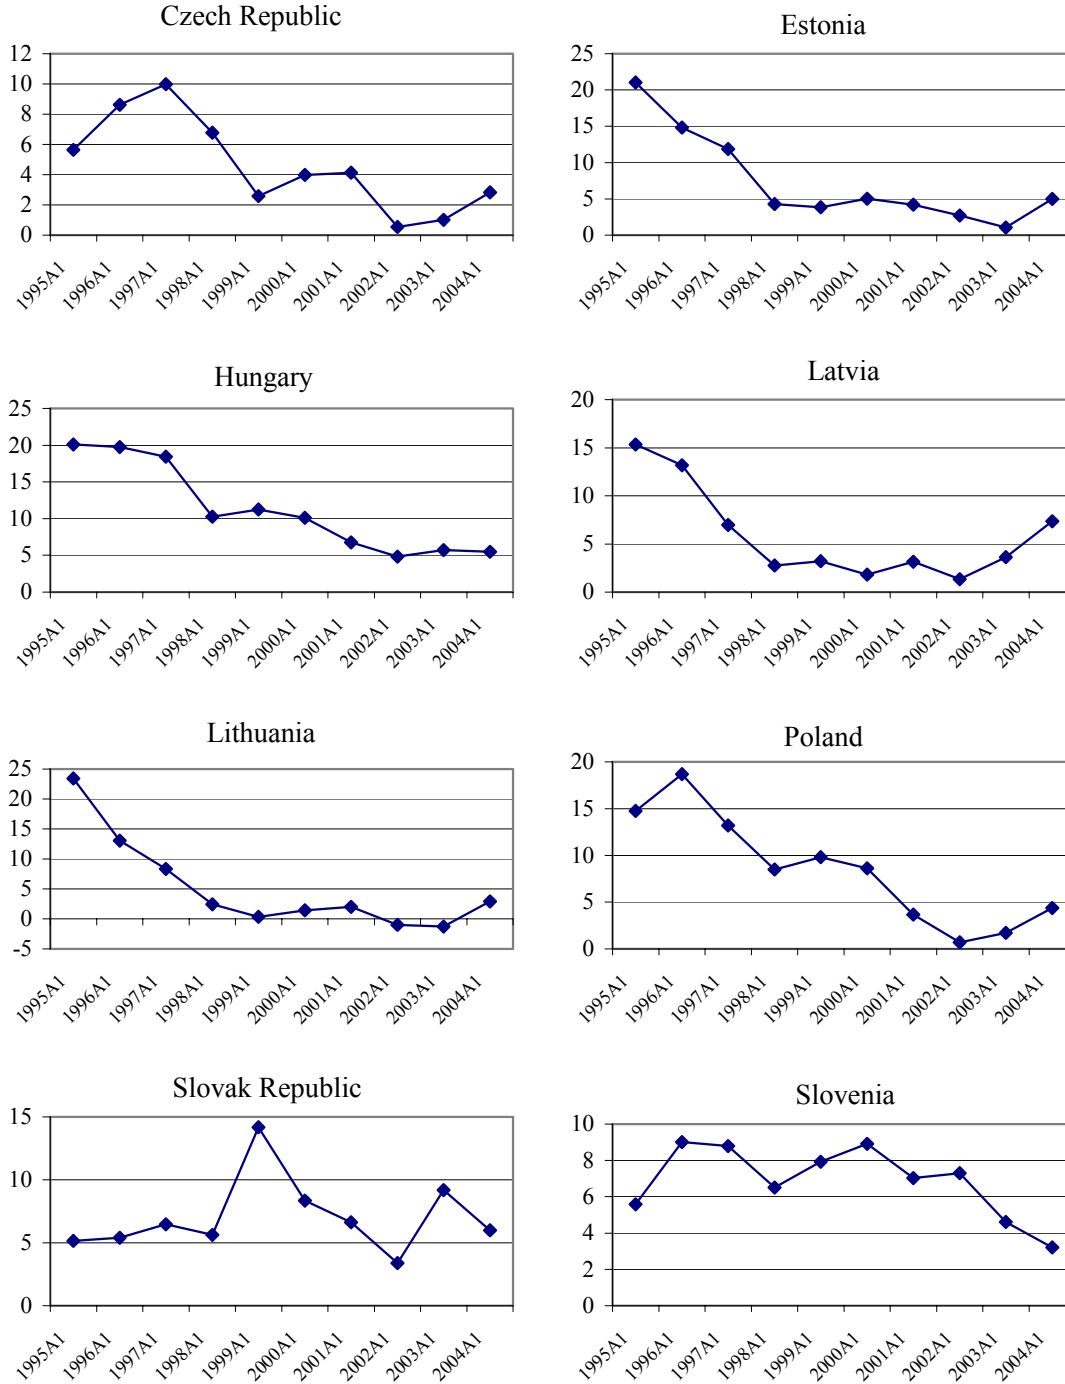 Czech Republic
12
10
8
6
4
2
0
1995A1
1996A1
1997A1
1998A1
1999A1
2000A1
2001A1
2002A1
2003A1
2004A1
Estonia
25
20
15
10
5
0
1995A1
1996A1
1997A1
1998A1
1999A1
2000A1
2001A1
2002A1
2003A1
2004A1
Hungary
25
20
15
10
5
0
1995A1
1996A1
1997A1
1998A1
1999A1
2000A1
2001A1
2002A1
2003A1
2004A1
Latvia
20
15
10
5
0
1995A1
1996A1
1997A1
1998A1
1999A1
2000A1
2001A1
2002A1
2003A1
2004A1
Lithuania
25
20
15
10
5
0
-5
1995A1
1996A1
1997A1
1998A1
1999A1
2000A1
2001A1
2002A1
2003A1
2004A1
Poland
20
15
10
5
0
1995A1
1996A1
1997A1
1998A1
1999A1
2000A1
2001A1
2002A1
2003A1
2004A1
Slovak Republic
15
10
5
0
1995A1
1996A1
1997A1
1998A1
1999A1
2000A1
2001A1
2002A1
2003A1
2004A1
Slovenia
10
8
6
4
2
0
1995A1
1996A1
1997A1
1998A1
1999A1
2000A1
2001A1
2002A1
2003A1
2004A1